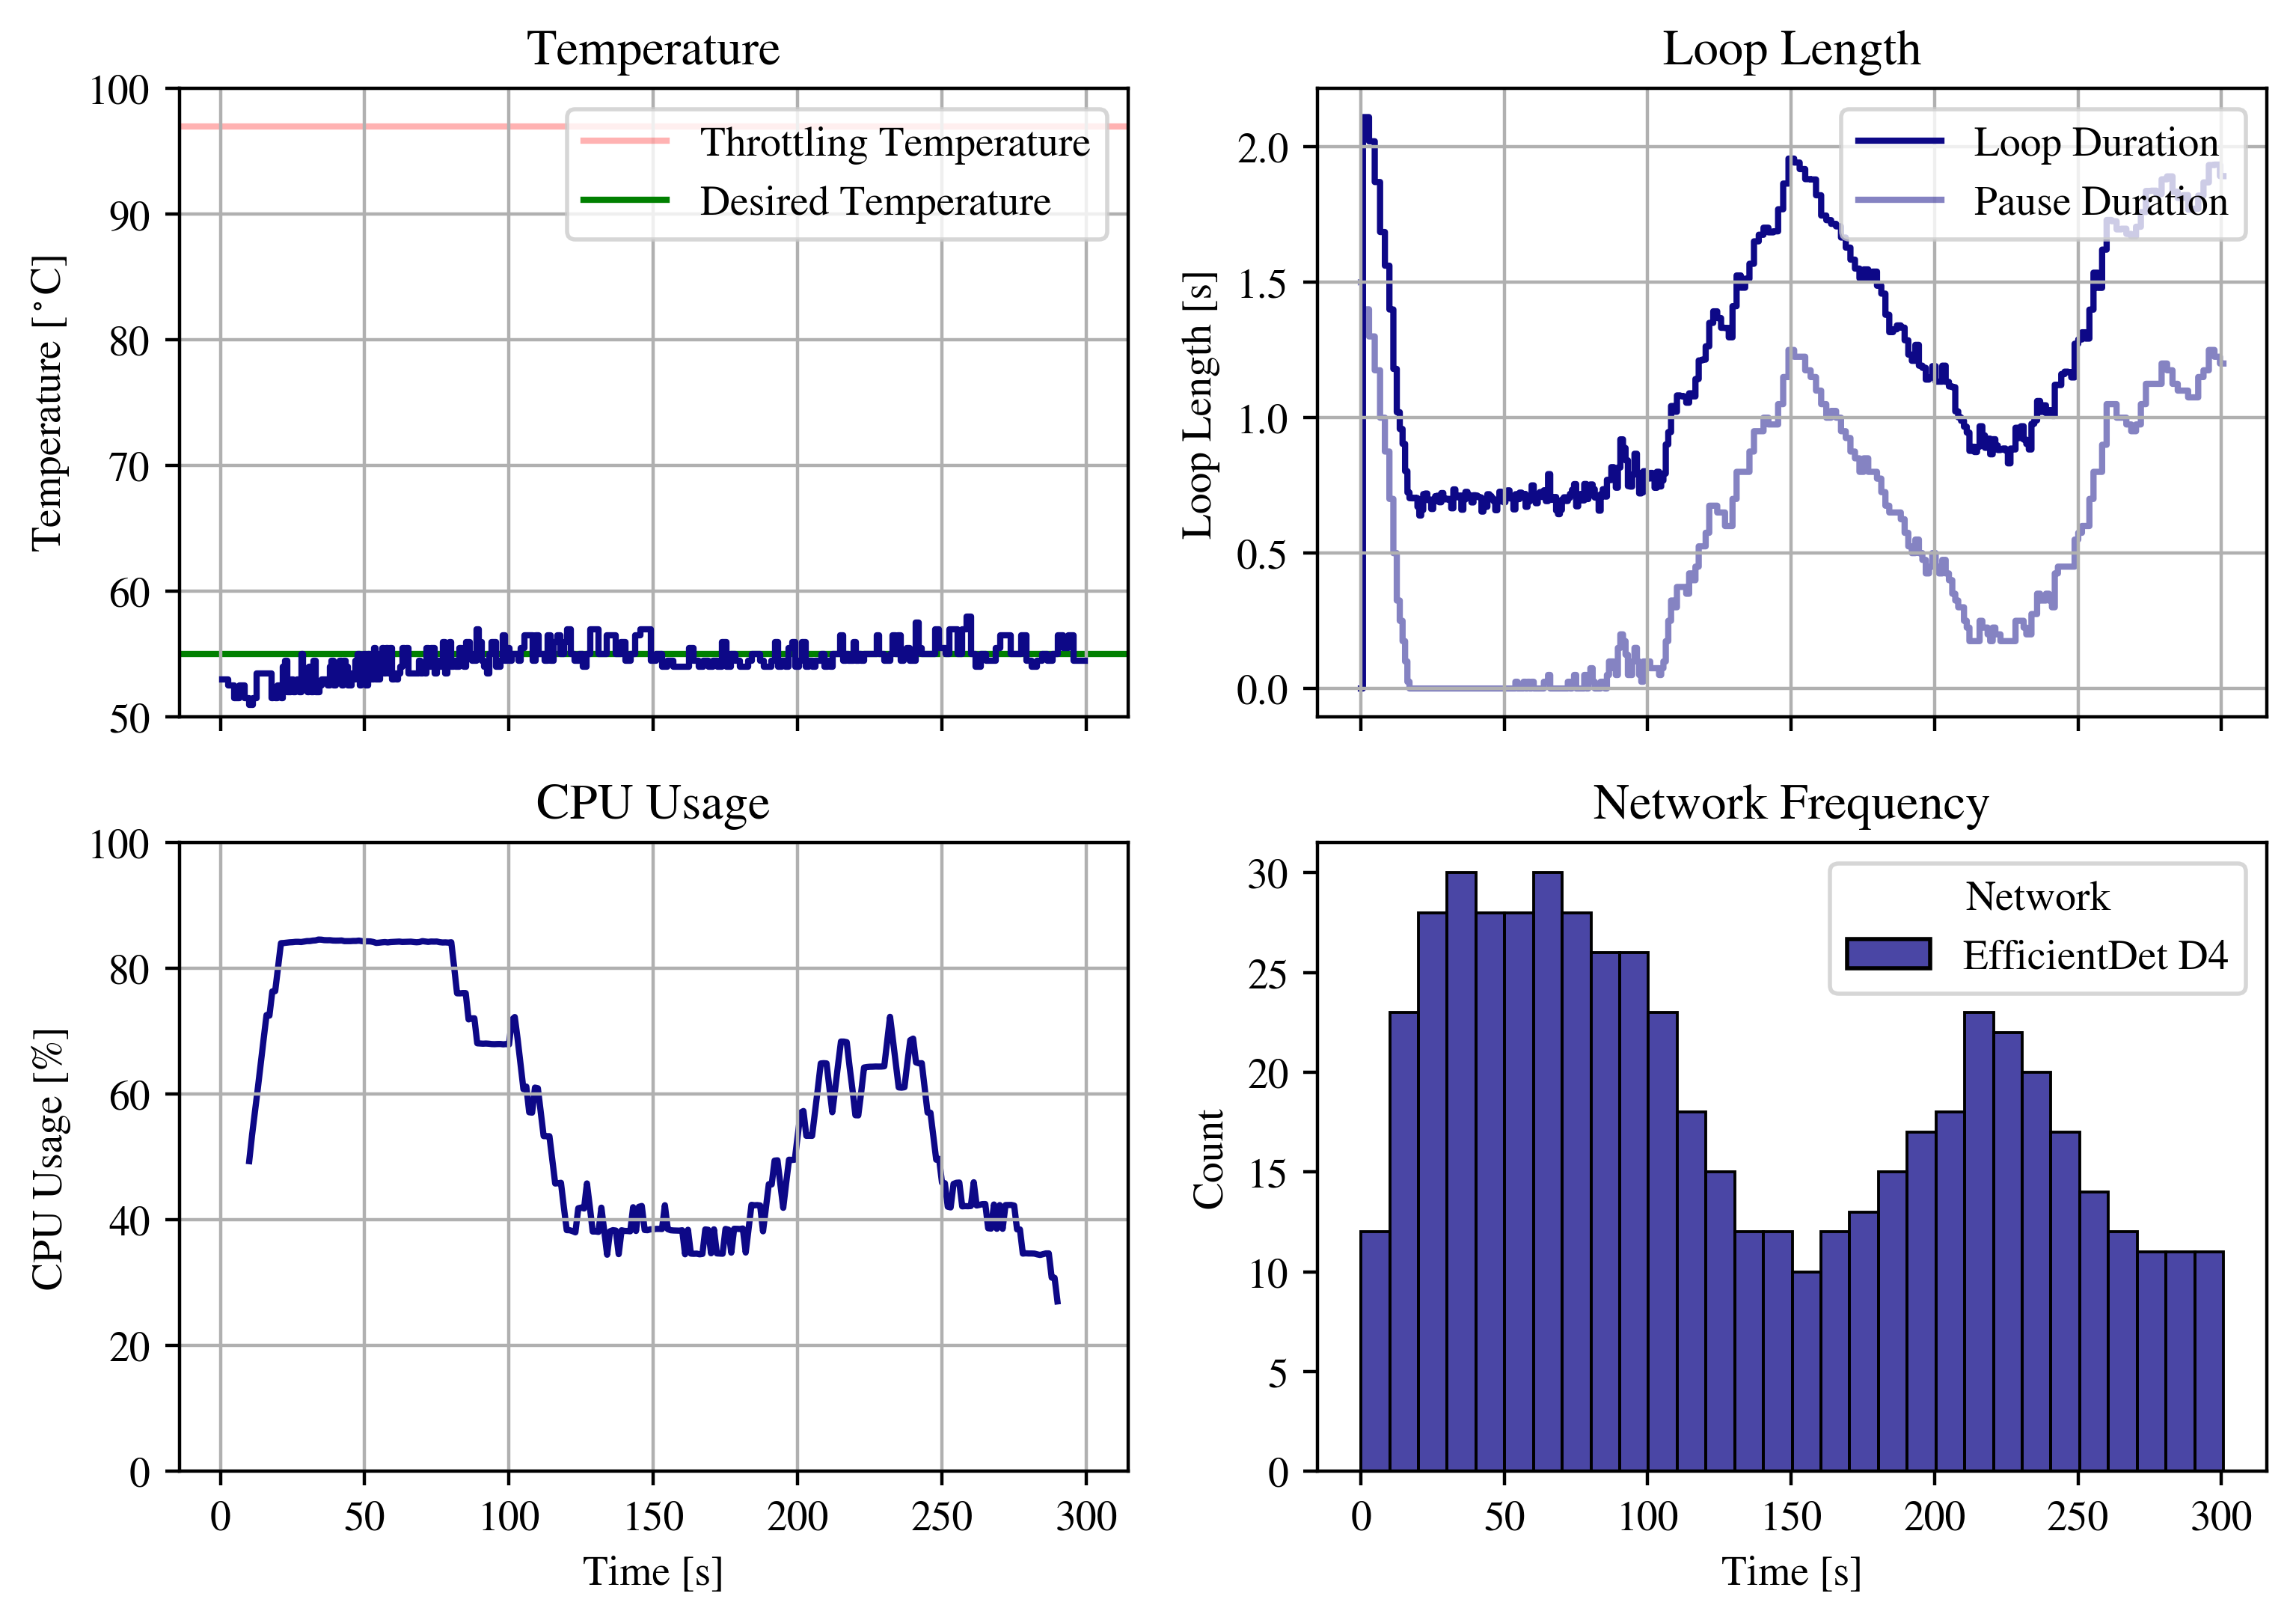 Temperature
100
90
80
70
60
50
Temperature [°C]
Throttling Temperature
Desired Temperature
Loop Length
2.0
1.5
1.0
0.5
0.0
Loop Length [s]
Loop Duration
Pause Duration
CPU Usage
100
80
60
40
20
0
CPU Usage [%]
0 50 100 150 200 250 300
Time [s]
Network Frequency
30
25
20
15
10
5
0
Count
Network
EfficientDet D4
0 50 100 150 200 250 300
Time [s]